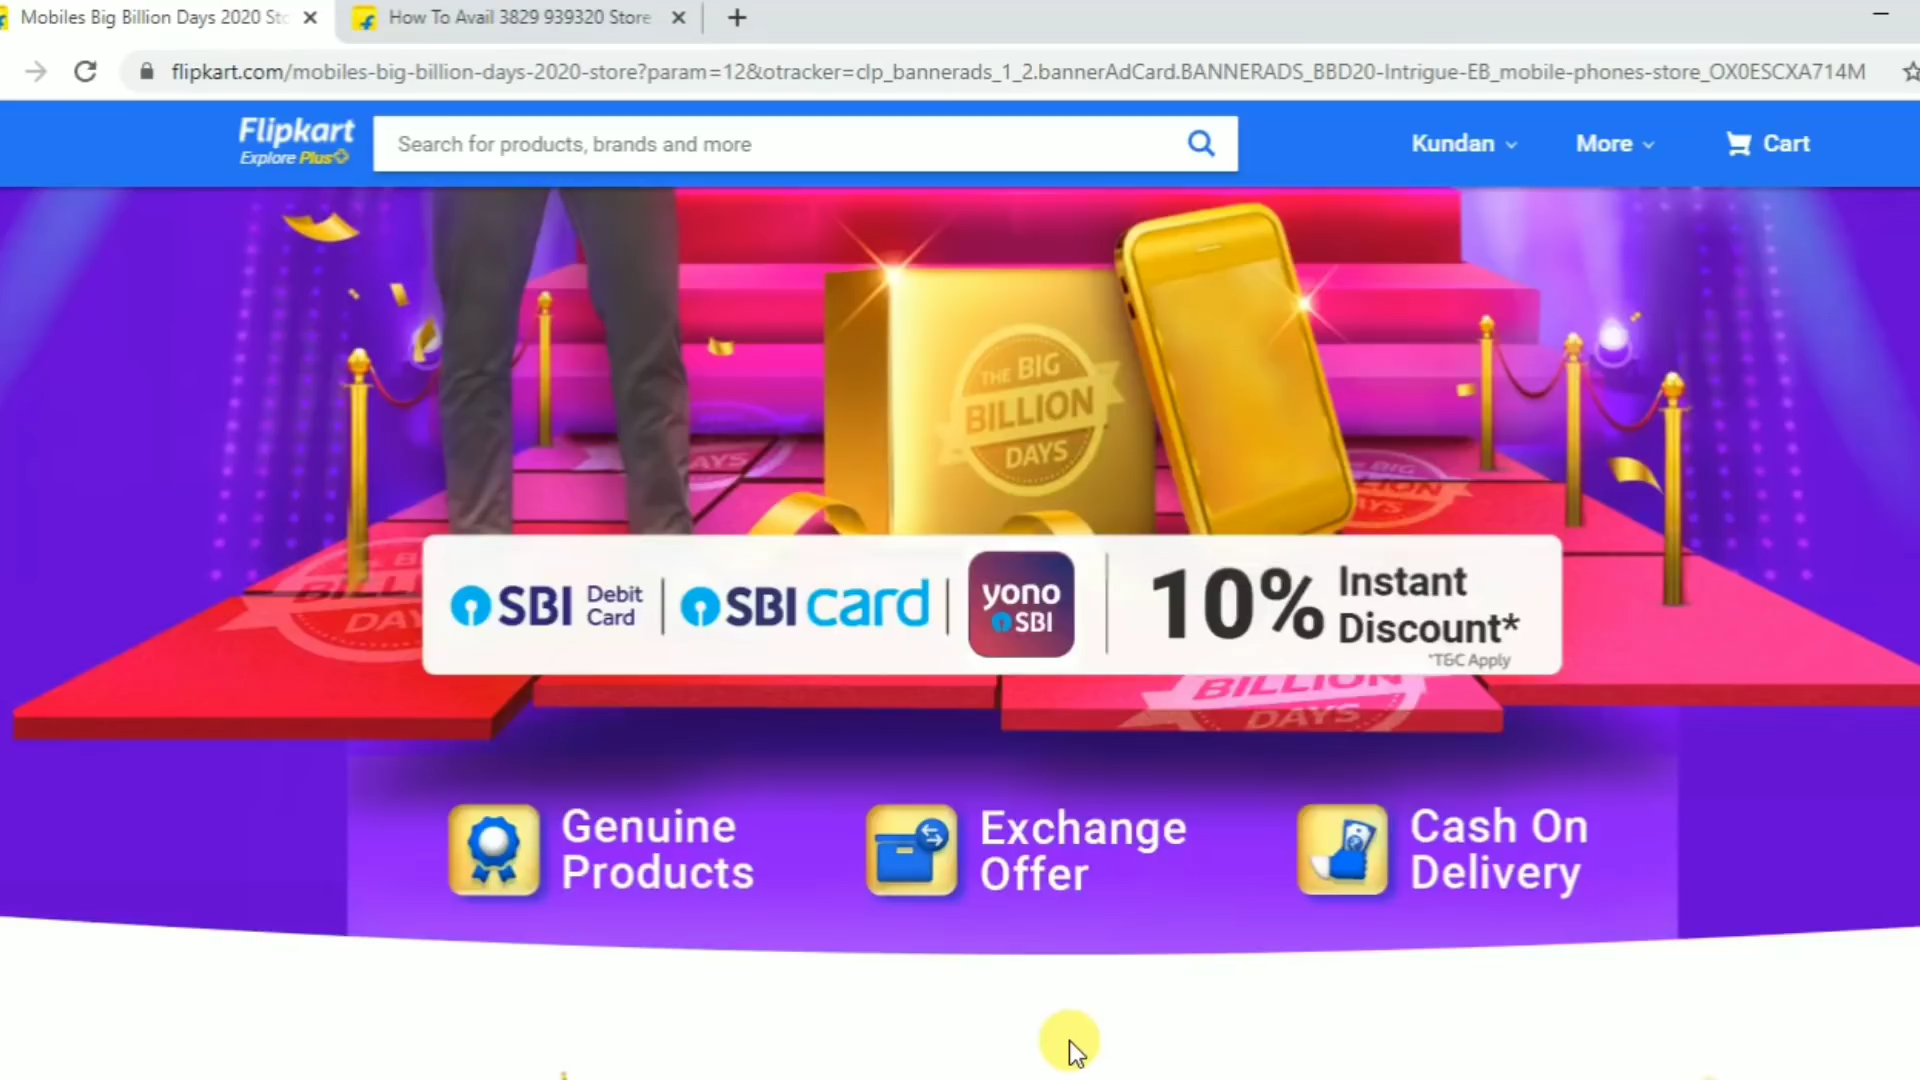 Mobiles Big Billion Days 2020 Sto
How To Avail 3829 939320 Store
flipkart.com/mobiles-big-billion-days-2020-store?param=12&otracker=clp_bannerads_1_2.bannerAdCard.BANNERADS_BBD20-Intrigue-EB_mobile-phones-store_OX0ESCXA714M
Flipkart
Explore Plus
Search for products, brands and more
Kundan
More
Cart
THE BIG
BILLION
DAYS
SBI Debit Card
SBI card
yono
SBI
10% Instant Discount*
*T&C Apply
BILLION
DAYS
Genuine
Products
Exchange
Offer
Cash On
Delivery